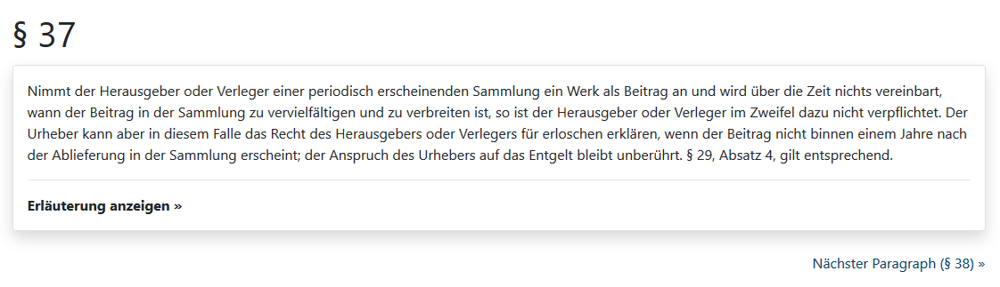 § 37
Nimmt der Herausgeber oder Verleger einer periodisch erscheinenden Sammlung ein Werk als Beitrag an und wird über die Zeit nichts vereinbart,
wann der Beitrag in der Sammlung zu vervielfältigen und zu verbreiten ist, so ist der Herausgeber oder Verleger im Zweifel dazu nicht verpflichtet. Der
Urheber kann aber in diesem Falle das Recht des Herausgebers oder Verlegers für erloschen erklären, wenn der Beitrag nicht binnen einem Jahre nach
der Ablieferung in der Sammlung erscheint; der Anspruch des Urhebers auf das Entgelt bleibt unberührt. § 29, Absatz 4, gilt entsprechend.
Erläuterung anzeigen »
Nächster Paragraph (§ 38) »